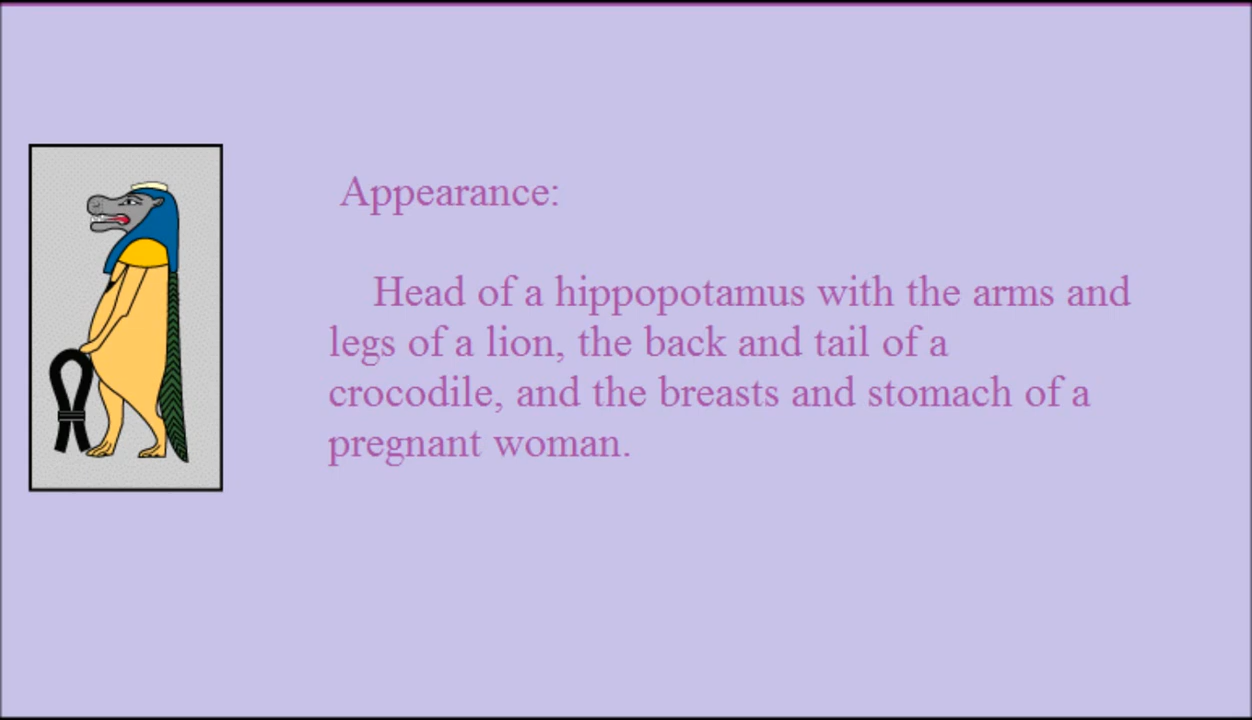 Appearance:
Head of a hippopotamus with the arms and
legs of a lion, the back and tail of a
crocodile, and the breasts and stomach of a
pregnant woman.